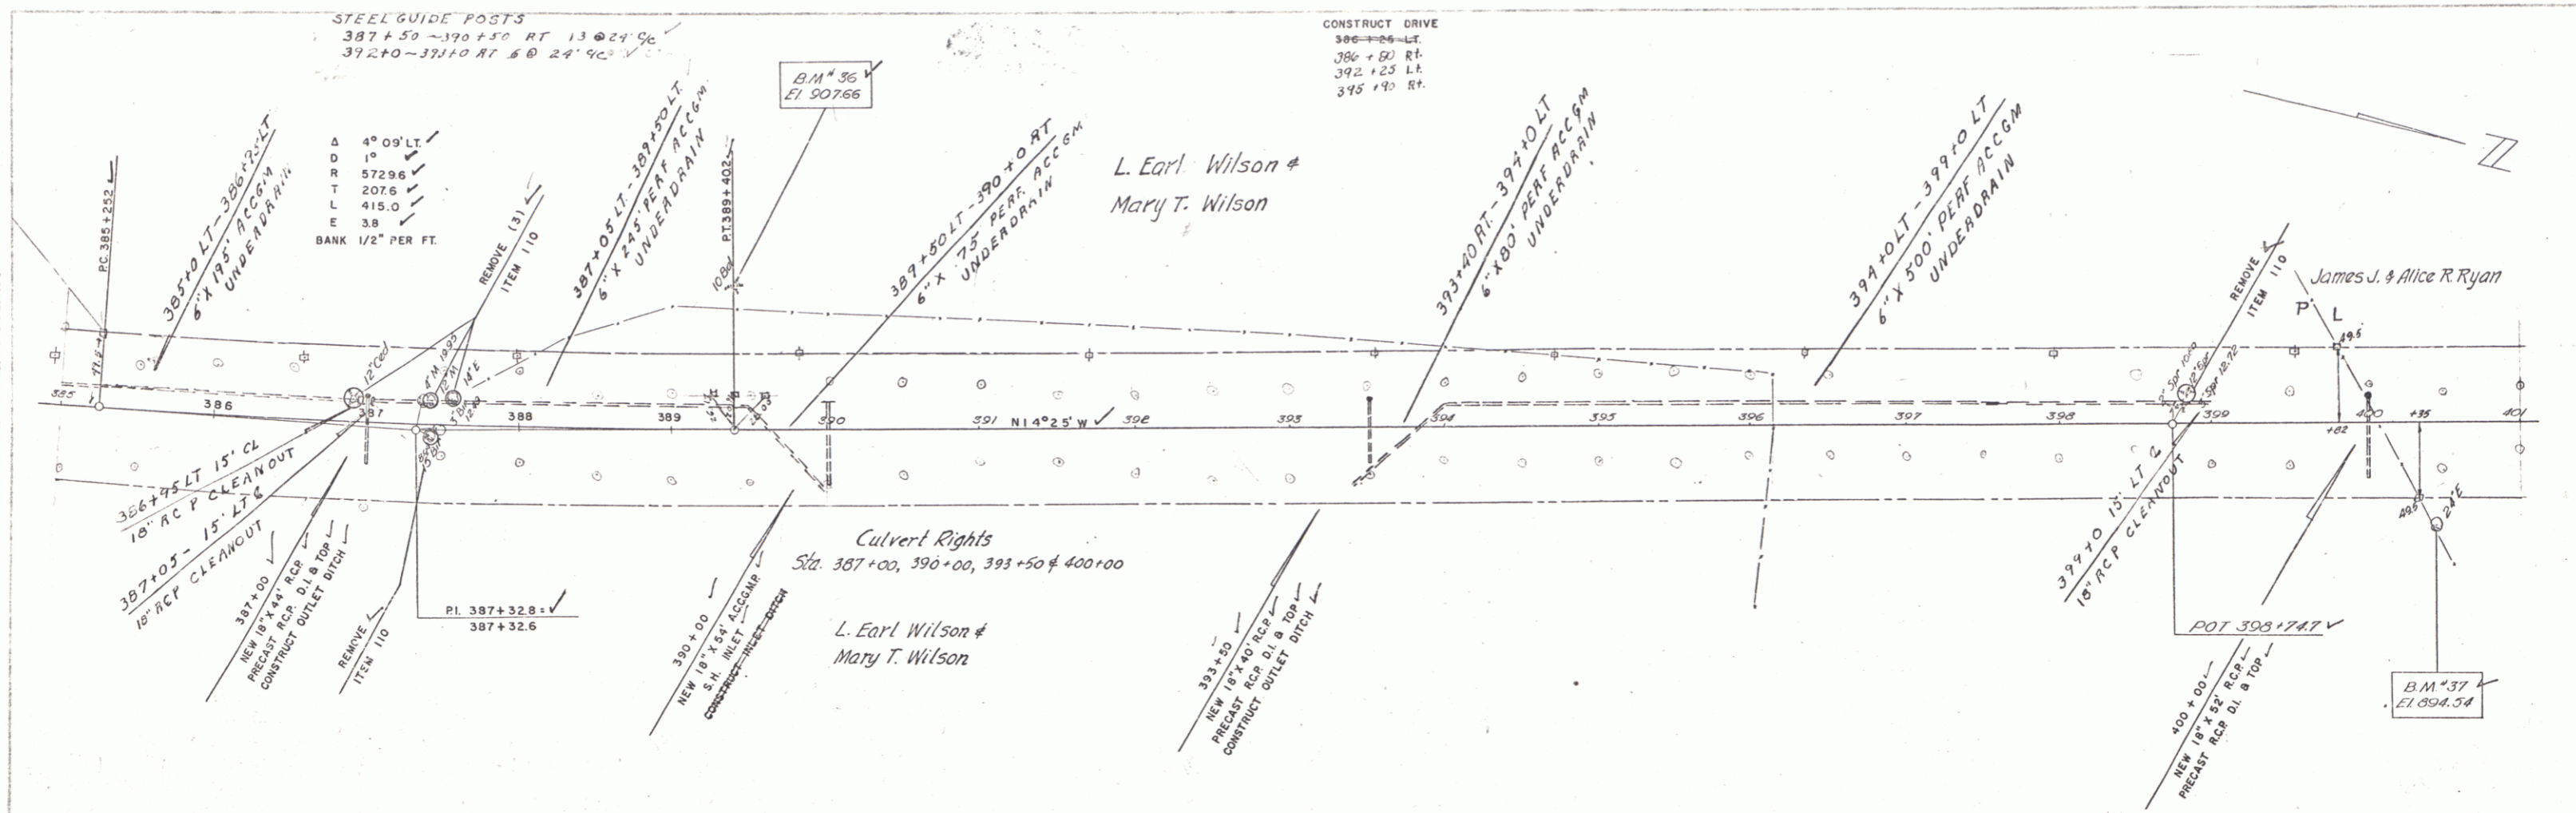 STEEL GUIDE POSTS
387+50 ~390+50 RT 13 @ 24' c/c
392+0~393+0 RT 6 @ 24' c/c
CONSTRUCT DRIVE
386 + 25 LT.
386 + 80 Rt.
392 +25 Lt.
395 +90 Rt.
B.M# 36
El. 907.66
Δ 4° 09' LT.
D 1°
R 5729.6
T 207.6
L 415.0
E 3.8
BANK 1/2" PER FT.
P.C. 385+25.2
385+0 LT-386+95 LT
6" X 195' ACCGM
UNDERDRAIN
REMOVE (3)
ITEM 110
387+05 LT.-389+50 LT.
6" X 245' PERF ACCGM
UNDERDRAIN
P.T. 389+40.2
389+50 LT-390+0 RT
6" X 75' PERF. ACCGM
UNDERDRAIN
L. Earl Wilson &
Mary T. Wilson
393+40 RT.-394+0 LT
6" X 80' PERF ACCGM
UNDERDRAIN
394+0 LT-399+0 LT
6" X 500' PERF ACCGM
UNDERDRAIN
REMOVE
ITEM 110
James J. & Alice R. Ryan
P L
49.5
49.5
12" Ced
14" E
385
386
387
388
389
390
391
N 14° 25' W
392
393
394
395
396
397
398
399
+82
400
+35
401
49.5
24" E
386+95 LT 15' CL
18" RCP CLEANOUT
387+05 - 15' LT ℄
18" RCP CLEANOUT
387+00
NEW 18" X 44' R.C.P.
PRECAST R.C.P. D.I. & TOP
CONSTRUCT OUTLET DITCH
REMOVE
ITEM 110
P.I. 387+32.8 =
387+32.6
390+00
NEW 18" X 54' A.C.C.G.M.P.
S.H. INLET
CONSTRUCT INLET DITCH
Culvert Rights
Sta. 387+00, 390+00, 393+50 & 400+00
L. Earl Wilson &
Mary T. Wilson
393+50
NEW 18" X 40' R.C.P.
PRECAST R.C.P. D.I. & TOP
CONSTRUCT OUTLET DITCH
399+0 15' LT ℄
18" RCP CLEANOUT
POT 398+74.7
400+00
NEW 18" X 52' R.C.P.
PRECAST R.C.P. D.I. & TOP
B.M. #37
El. 894.54